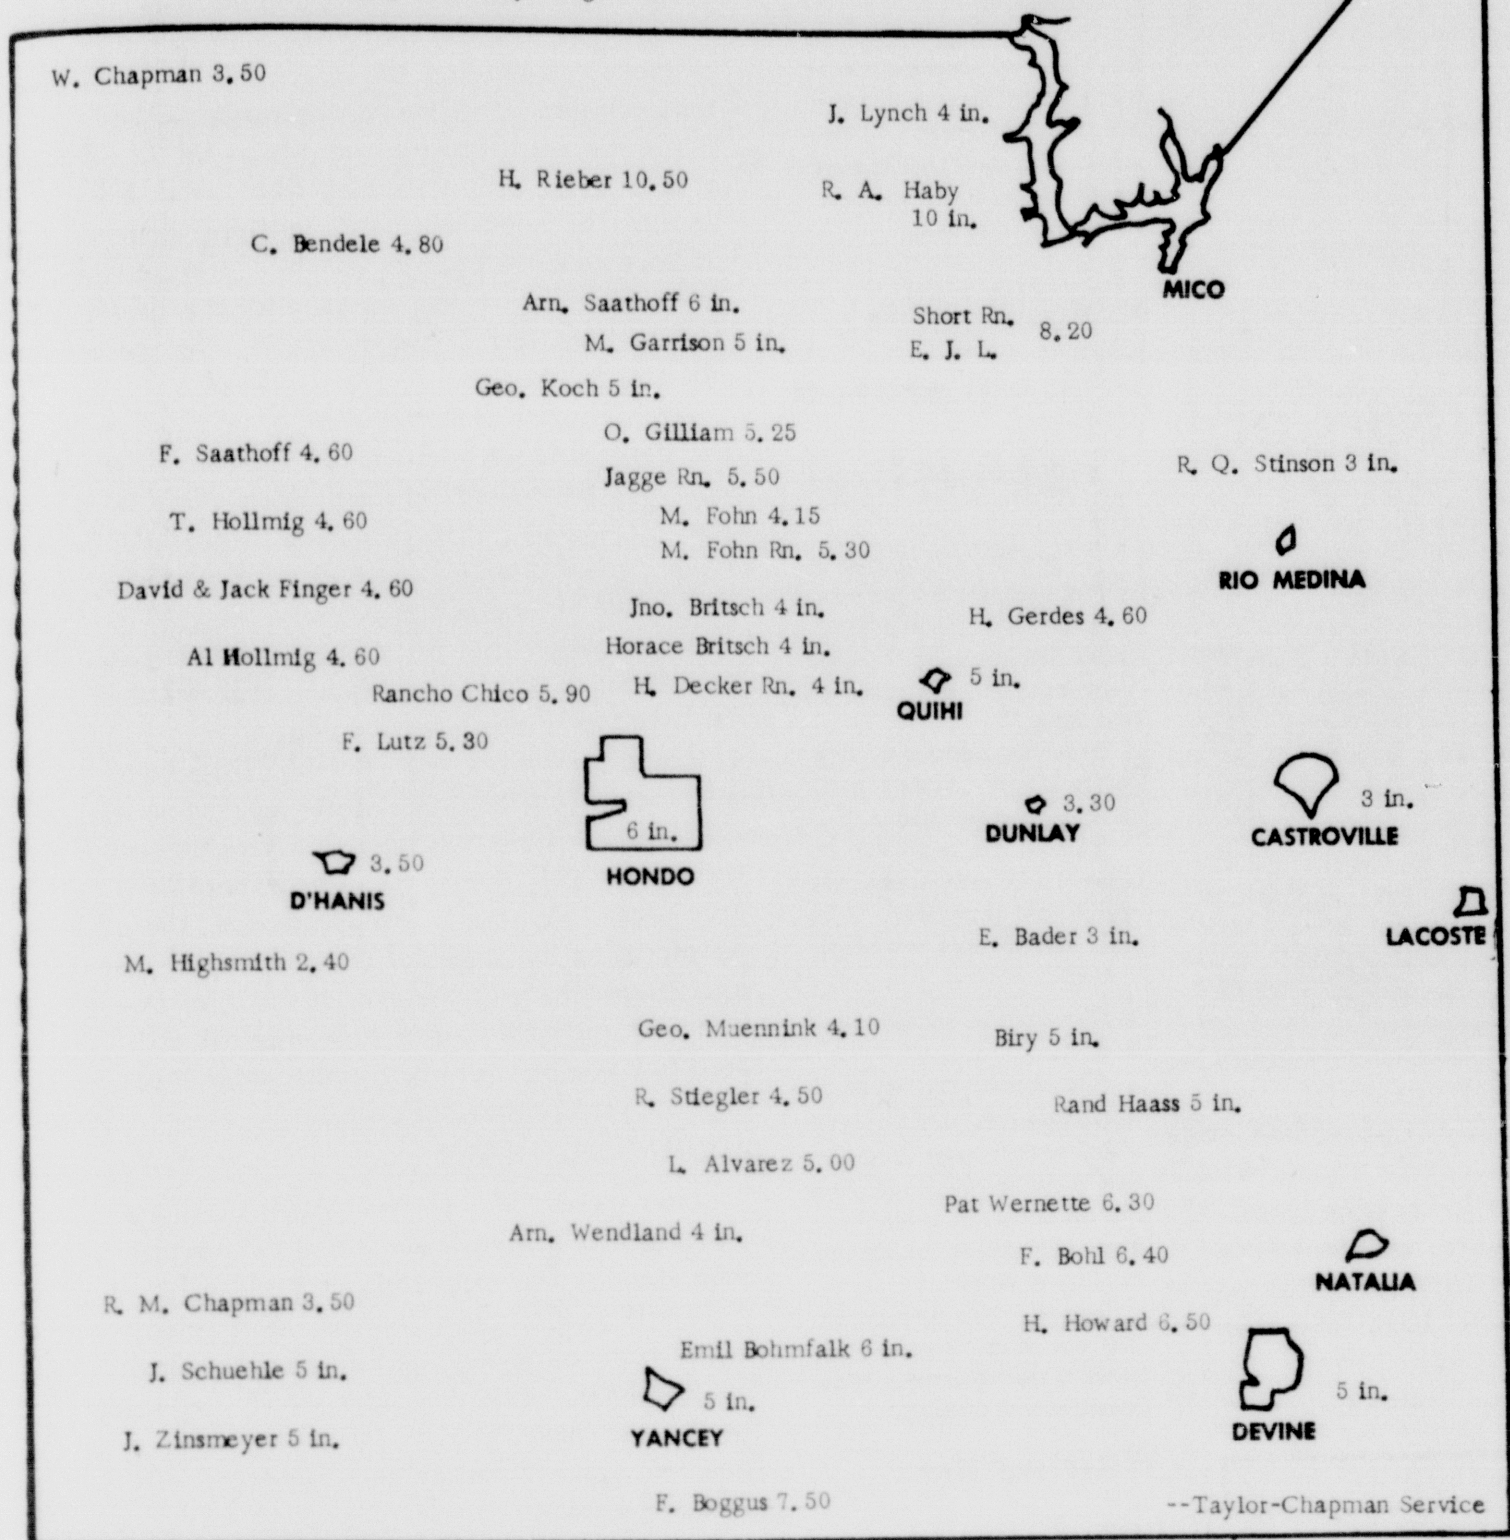 W. Chapman 3.50
J. Lynch 4 in.
H. Rieber 10.50
R. A. Haby
10 in.
C. Bendele 4.80
MICO
Arn. Saathoff 6 in.
Short Rn.
8.20
E. J. L.
M. Garrison 5 in.
Geo. Koch 5 in.
O. Gilliam 5.25
F. Saathoff 4.60
R. Q. Stinson 3 in.
Jagge Rn. 5.50
T. Hollmig 4.60
M. Fohn 4.15
M. Fohn Rn. 5.30
RIO MEDINA
David & Jack Finger 4.60
Jno. Britsch 4 in.
H. Gerdes 4.60
Horace Britsch 4 in.
Al Hollmig 4.60
Rancho Chico 5.90
H. Decker Rn. 4 in.
5 in.
QUIHI
F. Lutz 5.30
6 in.
HONDO
3.30
DUNLAY
3 in.
CASTROVILLE
3.50
D'HANIS
LACOSTE
E. Bader 3 in.
M. Highsmith 2.40
Geo. Muennink 4.10
Biry 5 in.
R. Stiegler 4.50
Rand Haass 5 in.
L. Alvarez 5.00
Pat Wernette 6.30
Arn. Wendland 4 in.
F. Bohl 6.40
NATALIA
R. M. Chapman 3.50
H. Howard 6.50
Emil Bohmfalk 6 in.
J. Schuehle 5 in.
5 in.
YANCEY
5 in.
DEVINE
J. Zinsmeyer 5 in.
F. Boggus 7.50
--Taylor-Chapman Service